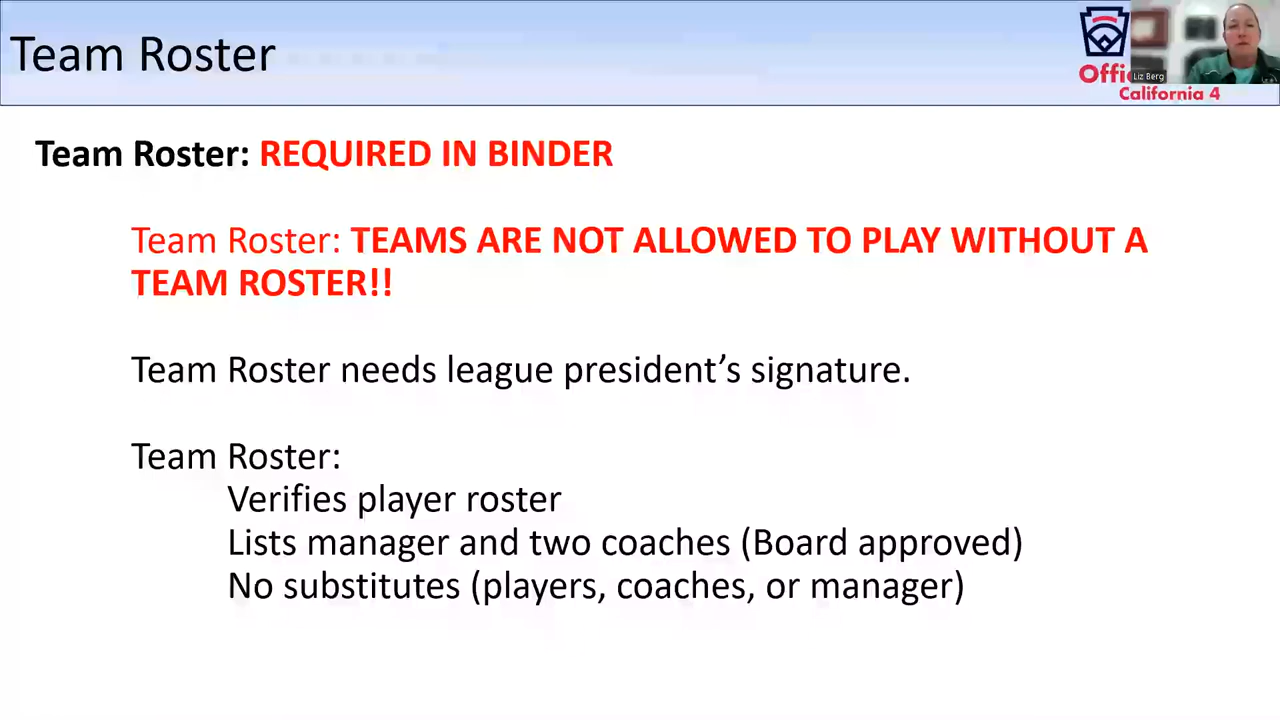 Team Roster
Liz Berg
Offi
California 4
Team Roster: REQUIRED IN BINDER
Team Roster: TEAMS ARE NOT ALLOWED TO PLAY WITHOUT A
TEAM ROSTER!!
Team Roster needs league president’s signature.
Team Roster:
Verifies player roster
Lists manager and two coaches (Board approved)
No substitutes (players, coaches, or manager)